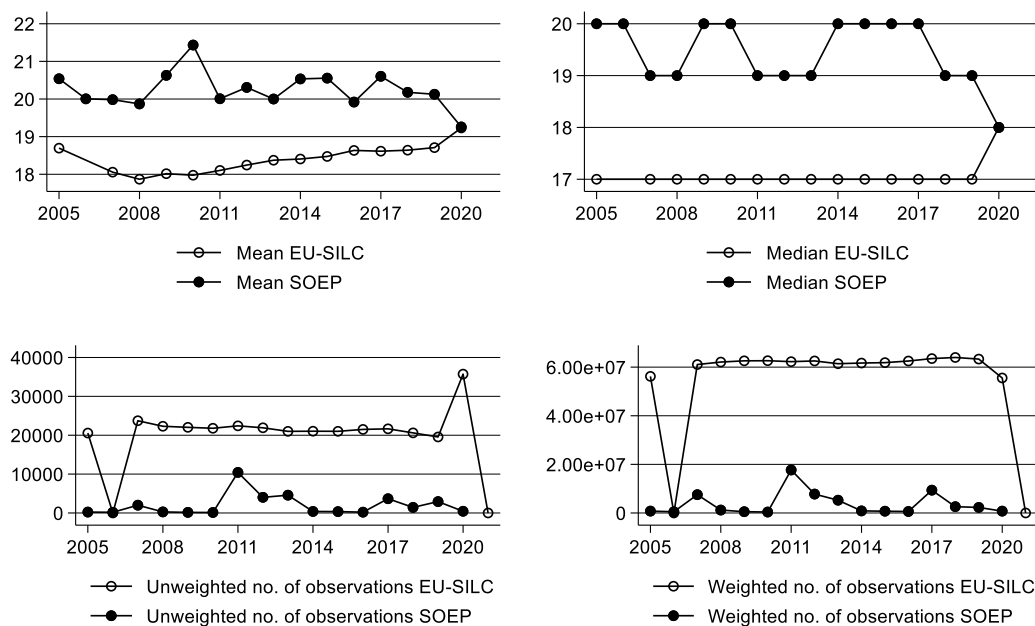 22
21
20
19
18
2005 2008 2011 2014 2017 2020
Mean EU-SILC
Mean SOEP
20
19
18
17
2005 2008 2011 2014 2017 2020
Median EU-SILC
Median SOEP
40000
30000
20000
10000
0
2005 2008 2011 2014 2017 2020
Unweighted no. of observations EU-SILC
Unweighted no. of observations SOEP
6.00e+07
4.00e+07
2.00e+07
0
2005 2008 2011 2014 2017 2020
Weighted no. of observations EU-SILC
Weighted no. of observations SOEP